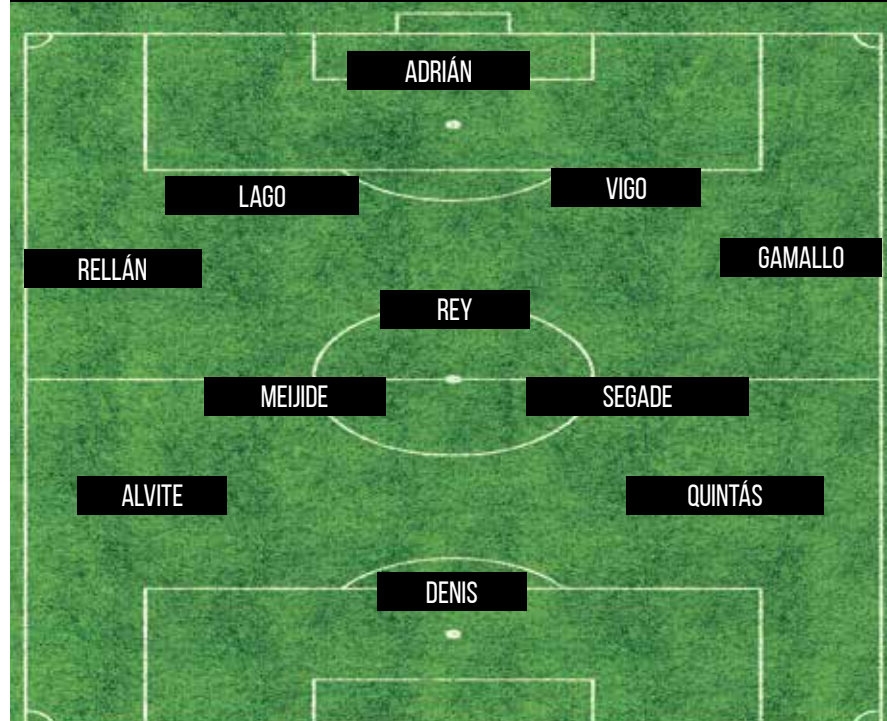 ADRIÁN
LAGO
VIGO
RELLÁN
GAMALLO
REY
MEIJIDE
SEGADE
ALVITE
QUINTÁS
DENIS